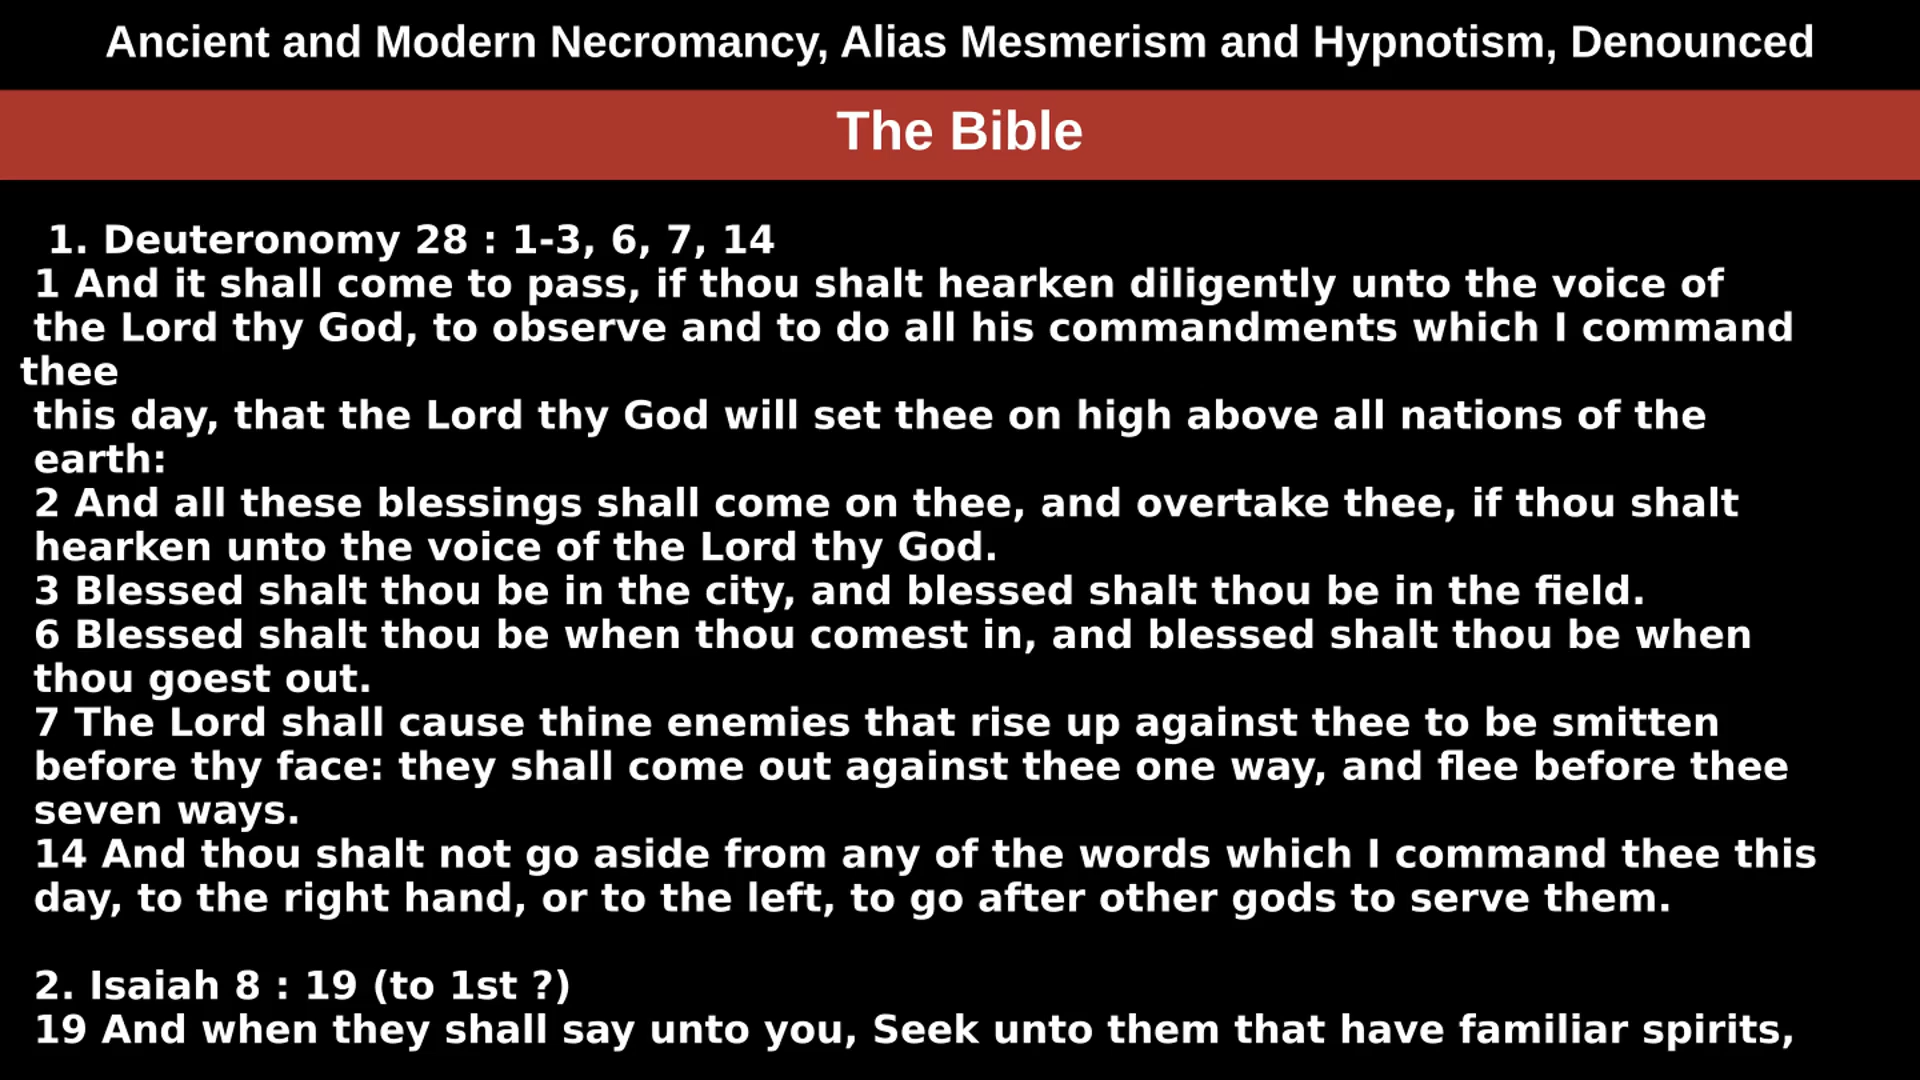 Ancient and Modern Necromancy, Alias Mesmerism and Hypnotism, Denounced
The Bible
1. Deuteronomy 28 : 1-3, 6, 7, 14
1 And it shall come to pass, if thou shalt hearken diligently unto the voice of
the Lord thy God, to observe and to do all his commandments which I command
thee
this day, that the Lord thy God will set thee on high above all nations of the
earth:
2 And all these blessings shall come on thee, and overtake thee, if thou shalt
hearken unto the voice of the Lord thy God.
3 Blessed shalt thou be in the city, and blessed shalt thou be in the field.
6 Blessed shalt thou be when thou comest in, and blessed shalt thou be when
thou goest out.
7 The Lord shall cause thine enemies that rise up against thee to be smitten
before thy face: they shall come out against thee one way, and flee before thee
seven ways.
14 And thou shalt not go aside from any of the words which I command thee this
day, to the right hand, or to the left, to go after other gods to serve them.
2. Isaiah 8 : 19 (to 1st ?)
19 And when they shall say unto you, Seek unto them that have familiar spirits,